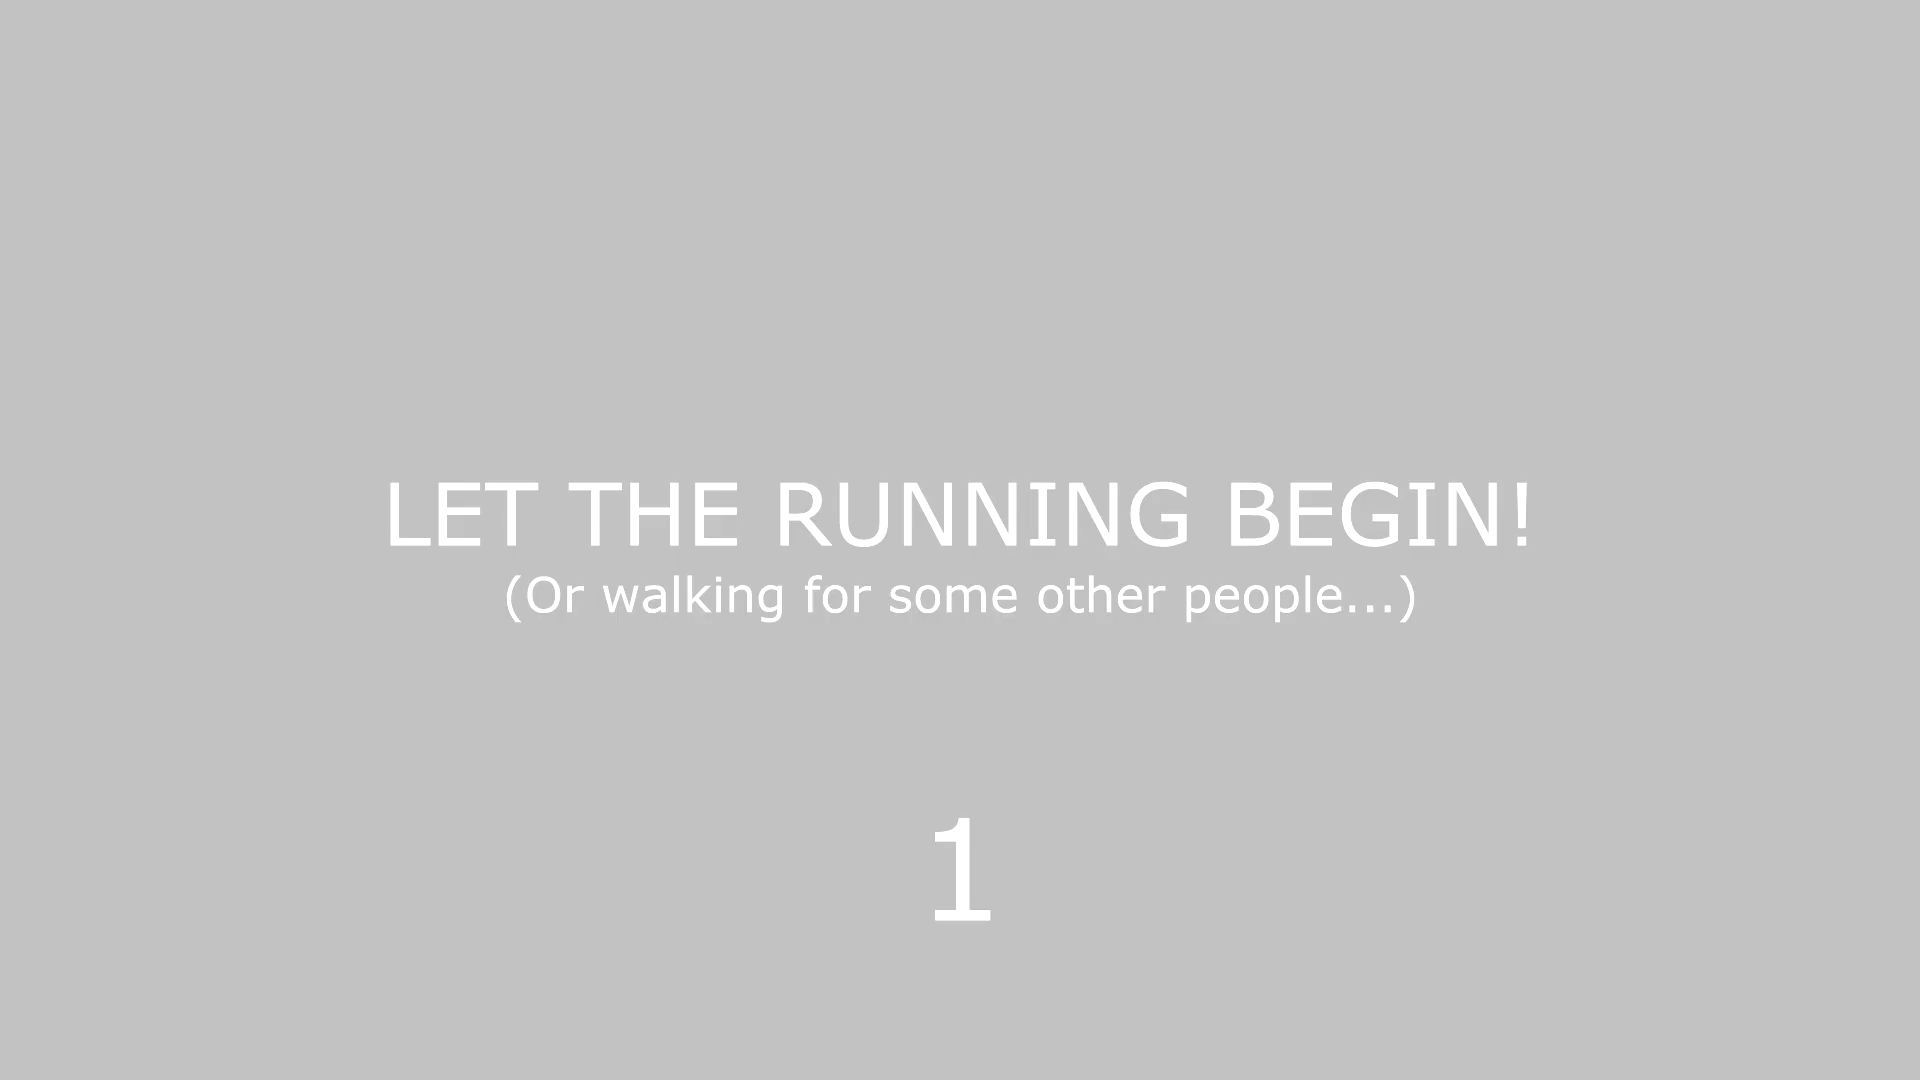 LET THE RUNNING BEGIN!
(Or walking for some other people...)
1